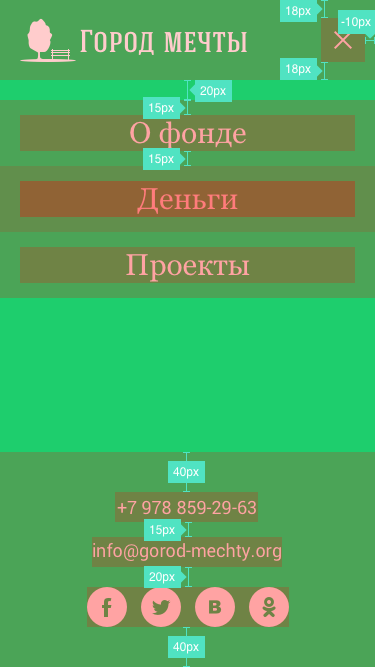 18px
-10px
Город мечты
18px
20px
15px
О фонде
15px
Деньги
Проекты
40px
+7 978 859-29-63
15px
info@gorod-mechty.org
20px
f
В
40px